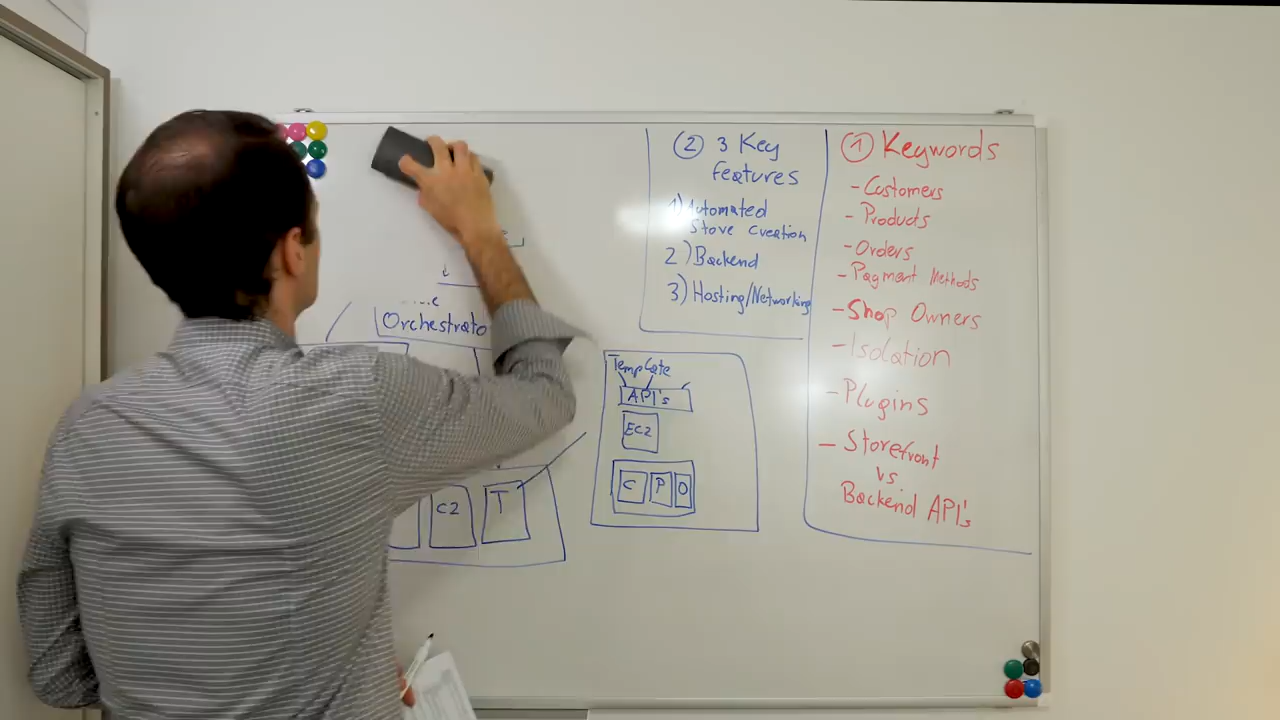 ② 3 Key
features
1) Automated
Store Creation
2) Backend
3) Hosting/Networking
① Keywords
- Customers
- Products
- Orders
- Payment Methods
- Shop Owners
- Isolation
- Plugins
- Storefront
vs
Backend API's
Orchestrato
Template
API's
EC2
C P O
C2 T